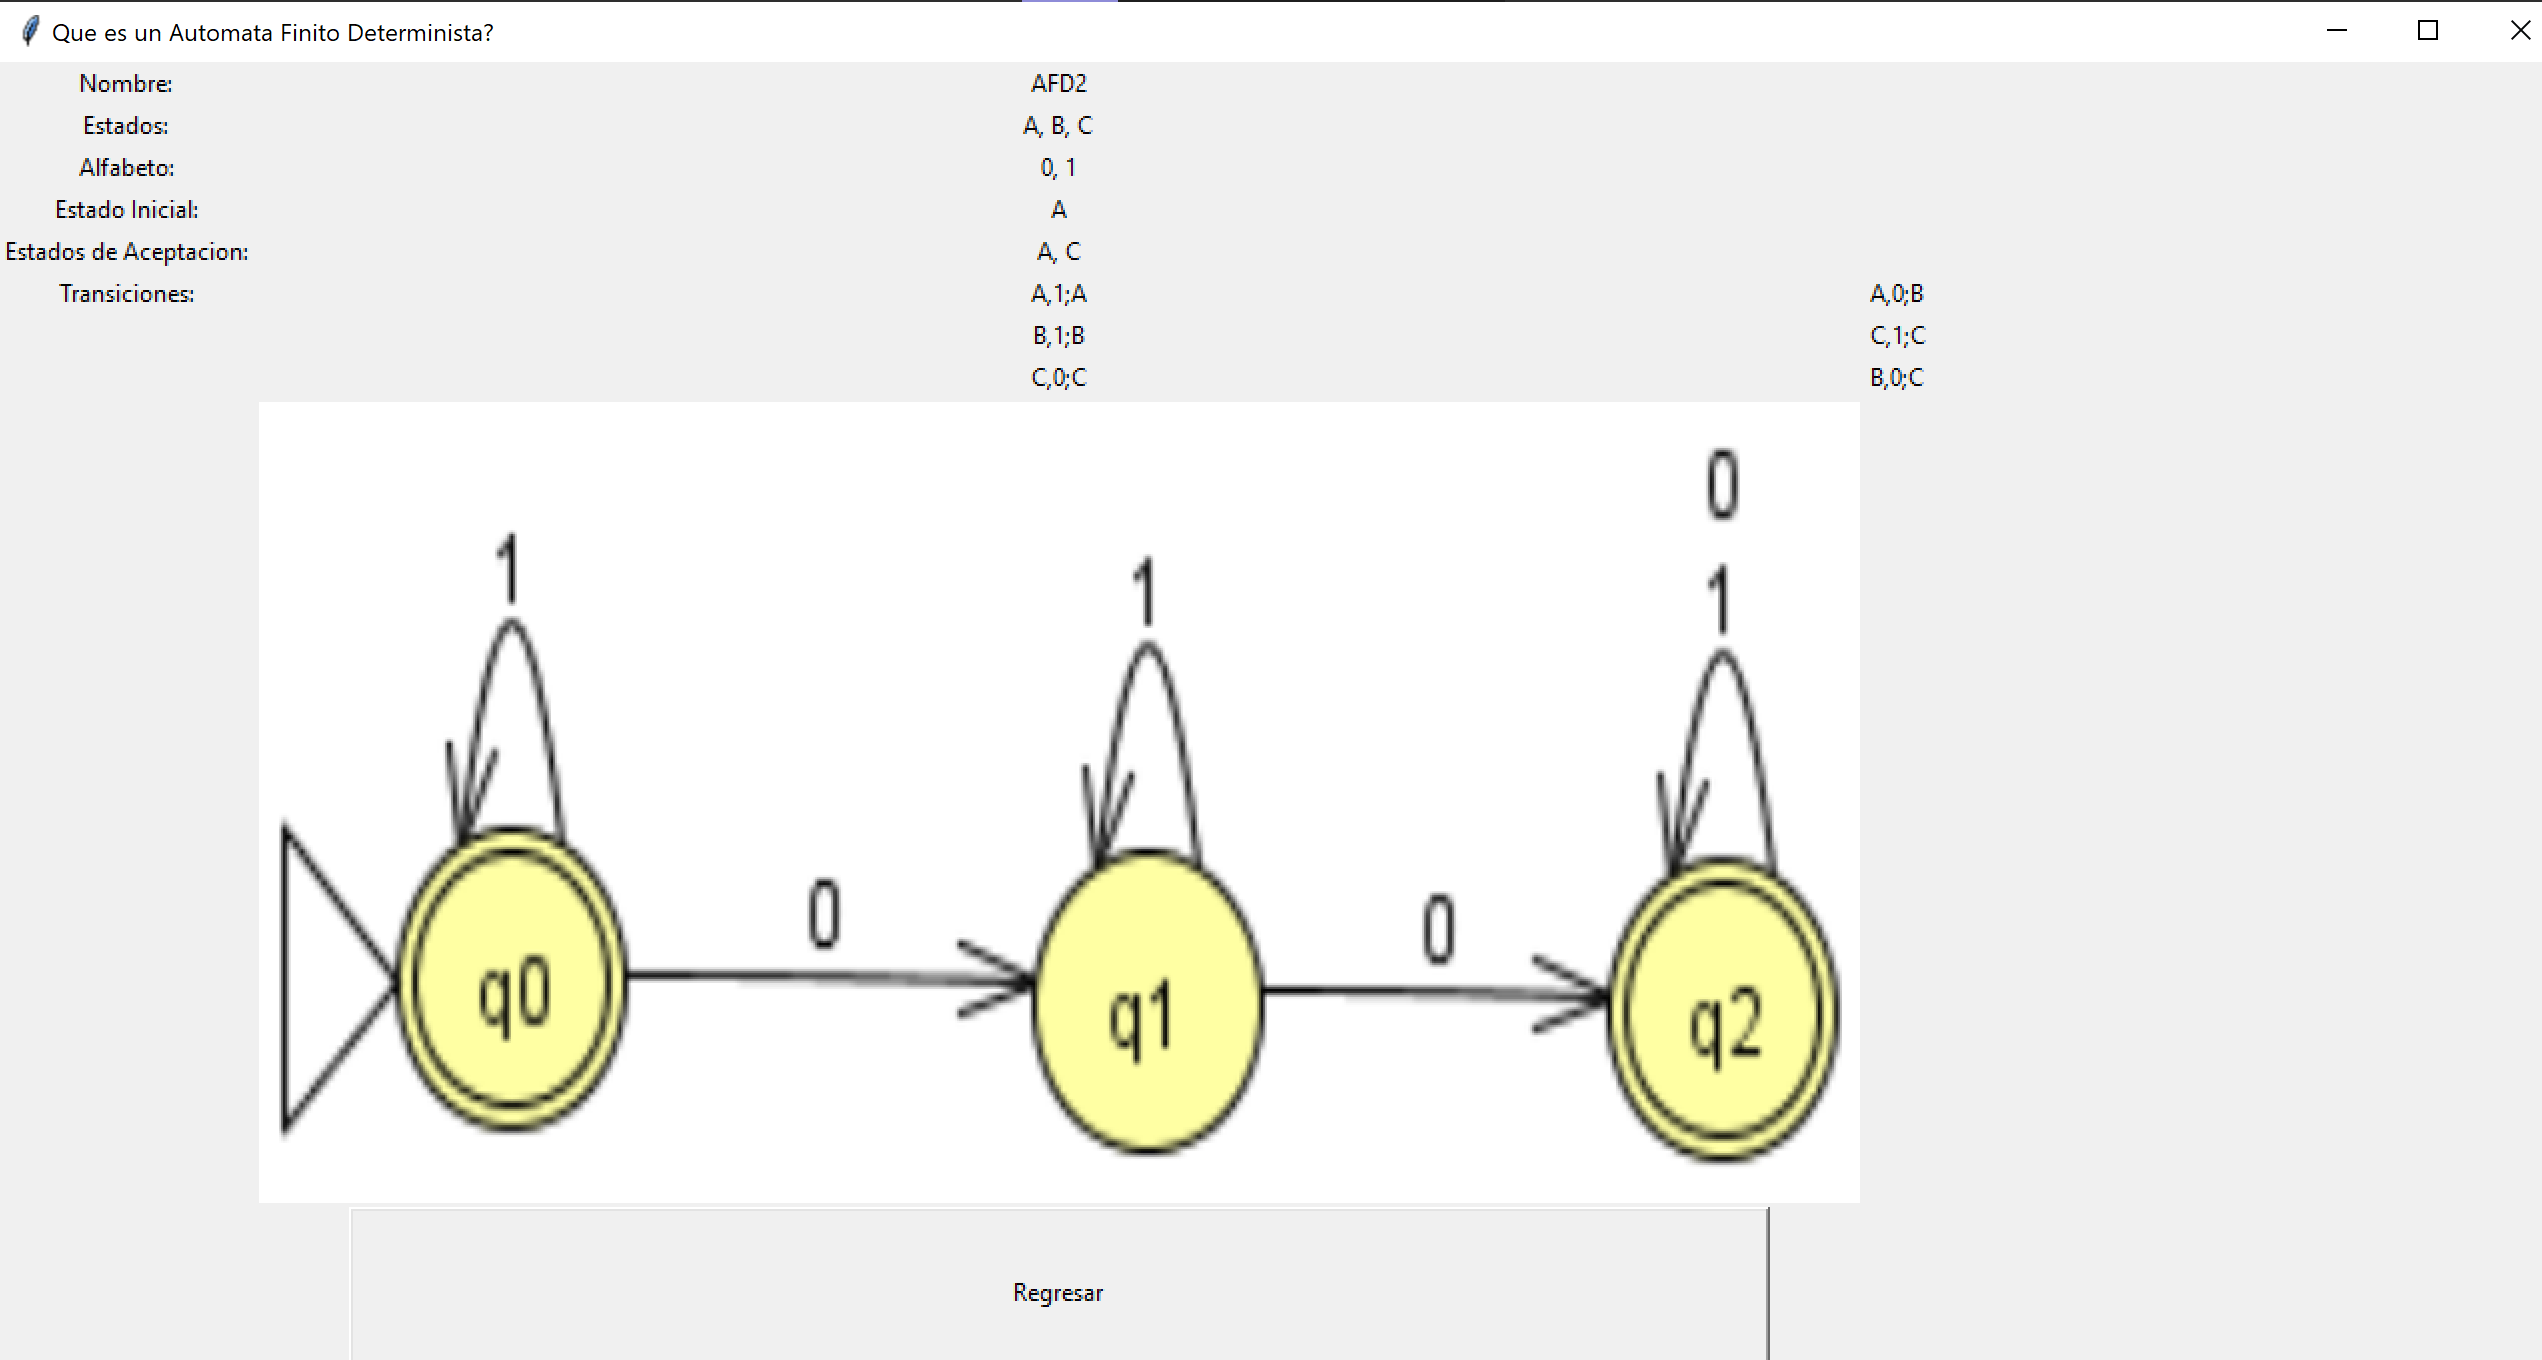 Que es un Automata Finito Determinista?
Nombre: AFD2
Estados: A, B, C
Alfabeto: 0, 1
Estado Inicial: A
Estados de Aceptacion: A, C
Transiciones: A,1;A A,0;B
B,1;B C,1;C
C,0;C B,0;C
0
1 1 1
0 0
q0 q1 q2
Regresar